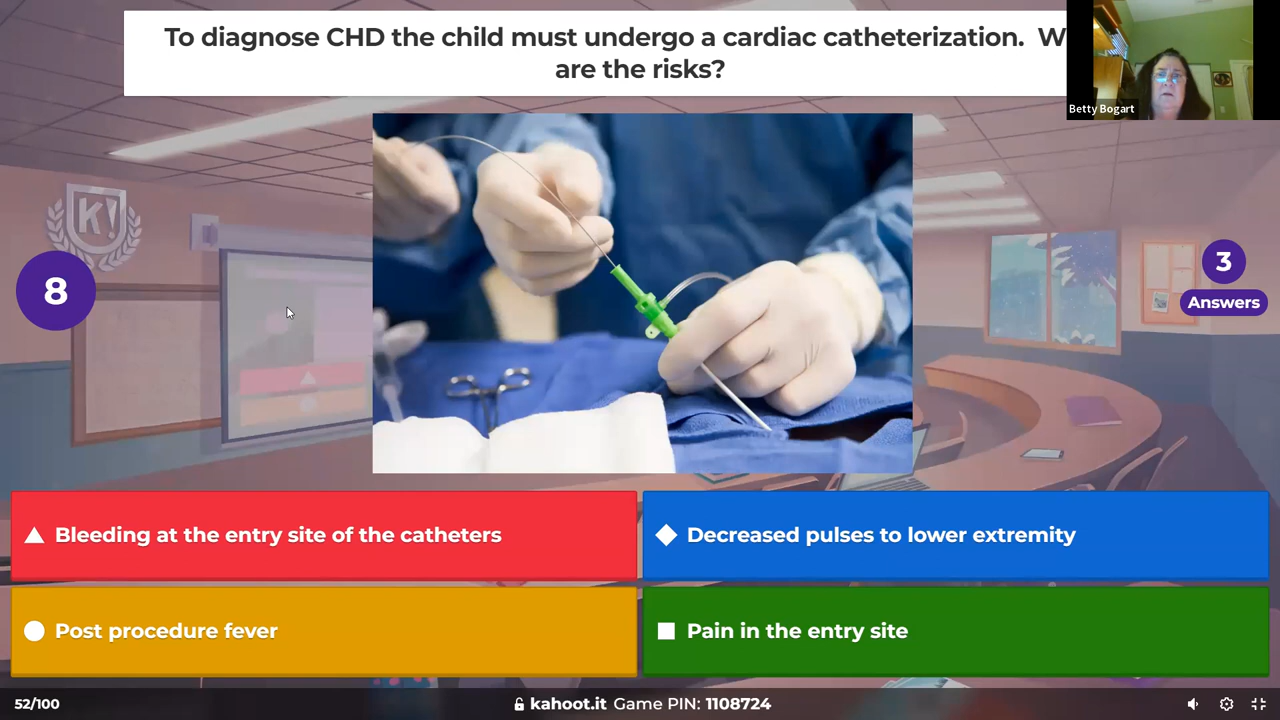 To diagnose CHD the child must undergo a cardiac catheterization. W
are the risks?
Betty Bogart
K!
8
3
Answers
Bleeding at the entry site of the catheters
Decreased pulses to lower extremity
Post procedure fever
Pain in the entry site
52/100
kahoot.it Game PIN: 1108724